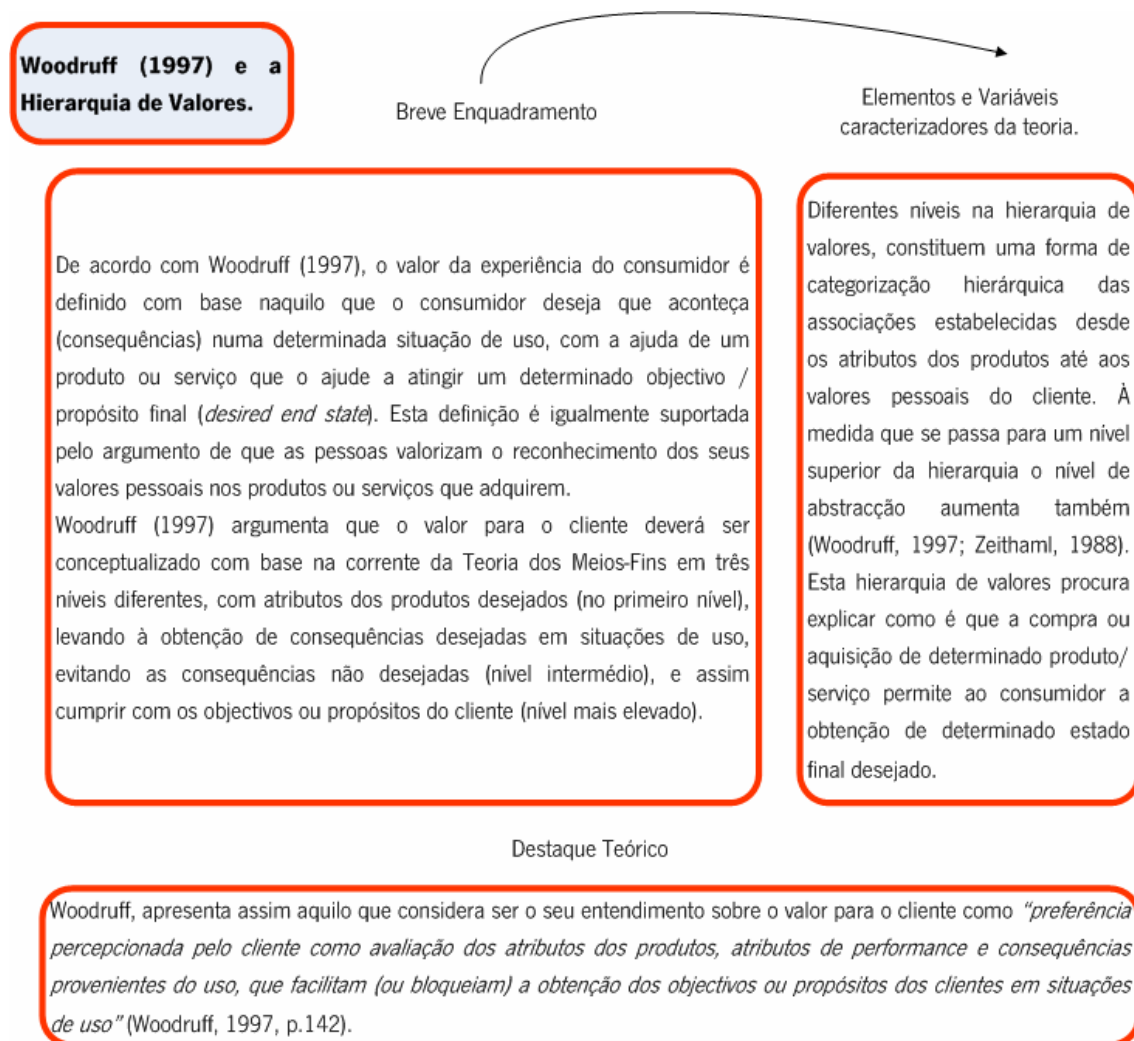 Woodruff (1997) e a
Hierarquia de Valores.
Breve Enquadramento
Elementos e Variáveis
caracterizadores da teoria.
De acordo com Woodruff (1997), o valor da experiência do consumidor é
definido com base naquilo que o consumidor deseja que aconteça
(consequências) numa determinada situação de uso, com a ajuda de um
produto ou serviço que o ajude a atingir um determinado objectivo /
propósito final (desired end state). Esta definição é igualmente suportada
pelo argumento de que as pessoas valorizam o reconhecimento dos seus
valores pessoais nos produtos ou serviços que adquirem.
Woodruff (1997) argumenta que o valor para o cliente deverá ser
conceptualizado com base na corrente da Teoria dos Meios-Fins em três
níveis diferentes, com atributos dos produtos desejados (no primeiro nível),
levando à obtenção de consequências desejadas em situações de uso,
evitando as consequências não desejadas (nível intermédio), e assim
cumprir com os objectivos ou propósitos do cliente (nível mais elevado).
Diferentes níveis na hierarquia de
valores, constituem uma forma de
categorização hierárquica das
associações estabelecidas desde
os atributos dos produtos até aos
valores pessoais do cliente. À
medida que se passa para um nível
superior da hierarquia o nível de
abstracção aumenta também
(Woodruff, 1997; Zeithaml, 1988).
Esta hierarquia de valores procura
explicar como é que a compra ou
aquisição de determinado produto/
serviço permite ao consumidor a
obtenção de determinado estado
final desejado.
Destaque Teórico
Woodruff, apresenta assim aquilo que considera ser o seu entendimento sobre o valor para o cliente como "preferência
percepcionada pelo cliente como avaliação dos atributos dos produtos, atributos de performance e consequências
provenientes do uso, que facilitam (ou bloqueiam) a obtenção dos objectivos ou propósitos dos clientes em situações
de uso" (Woodruff, 1997, p.142).